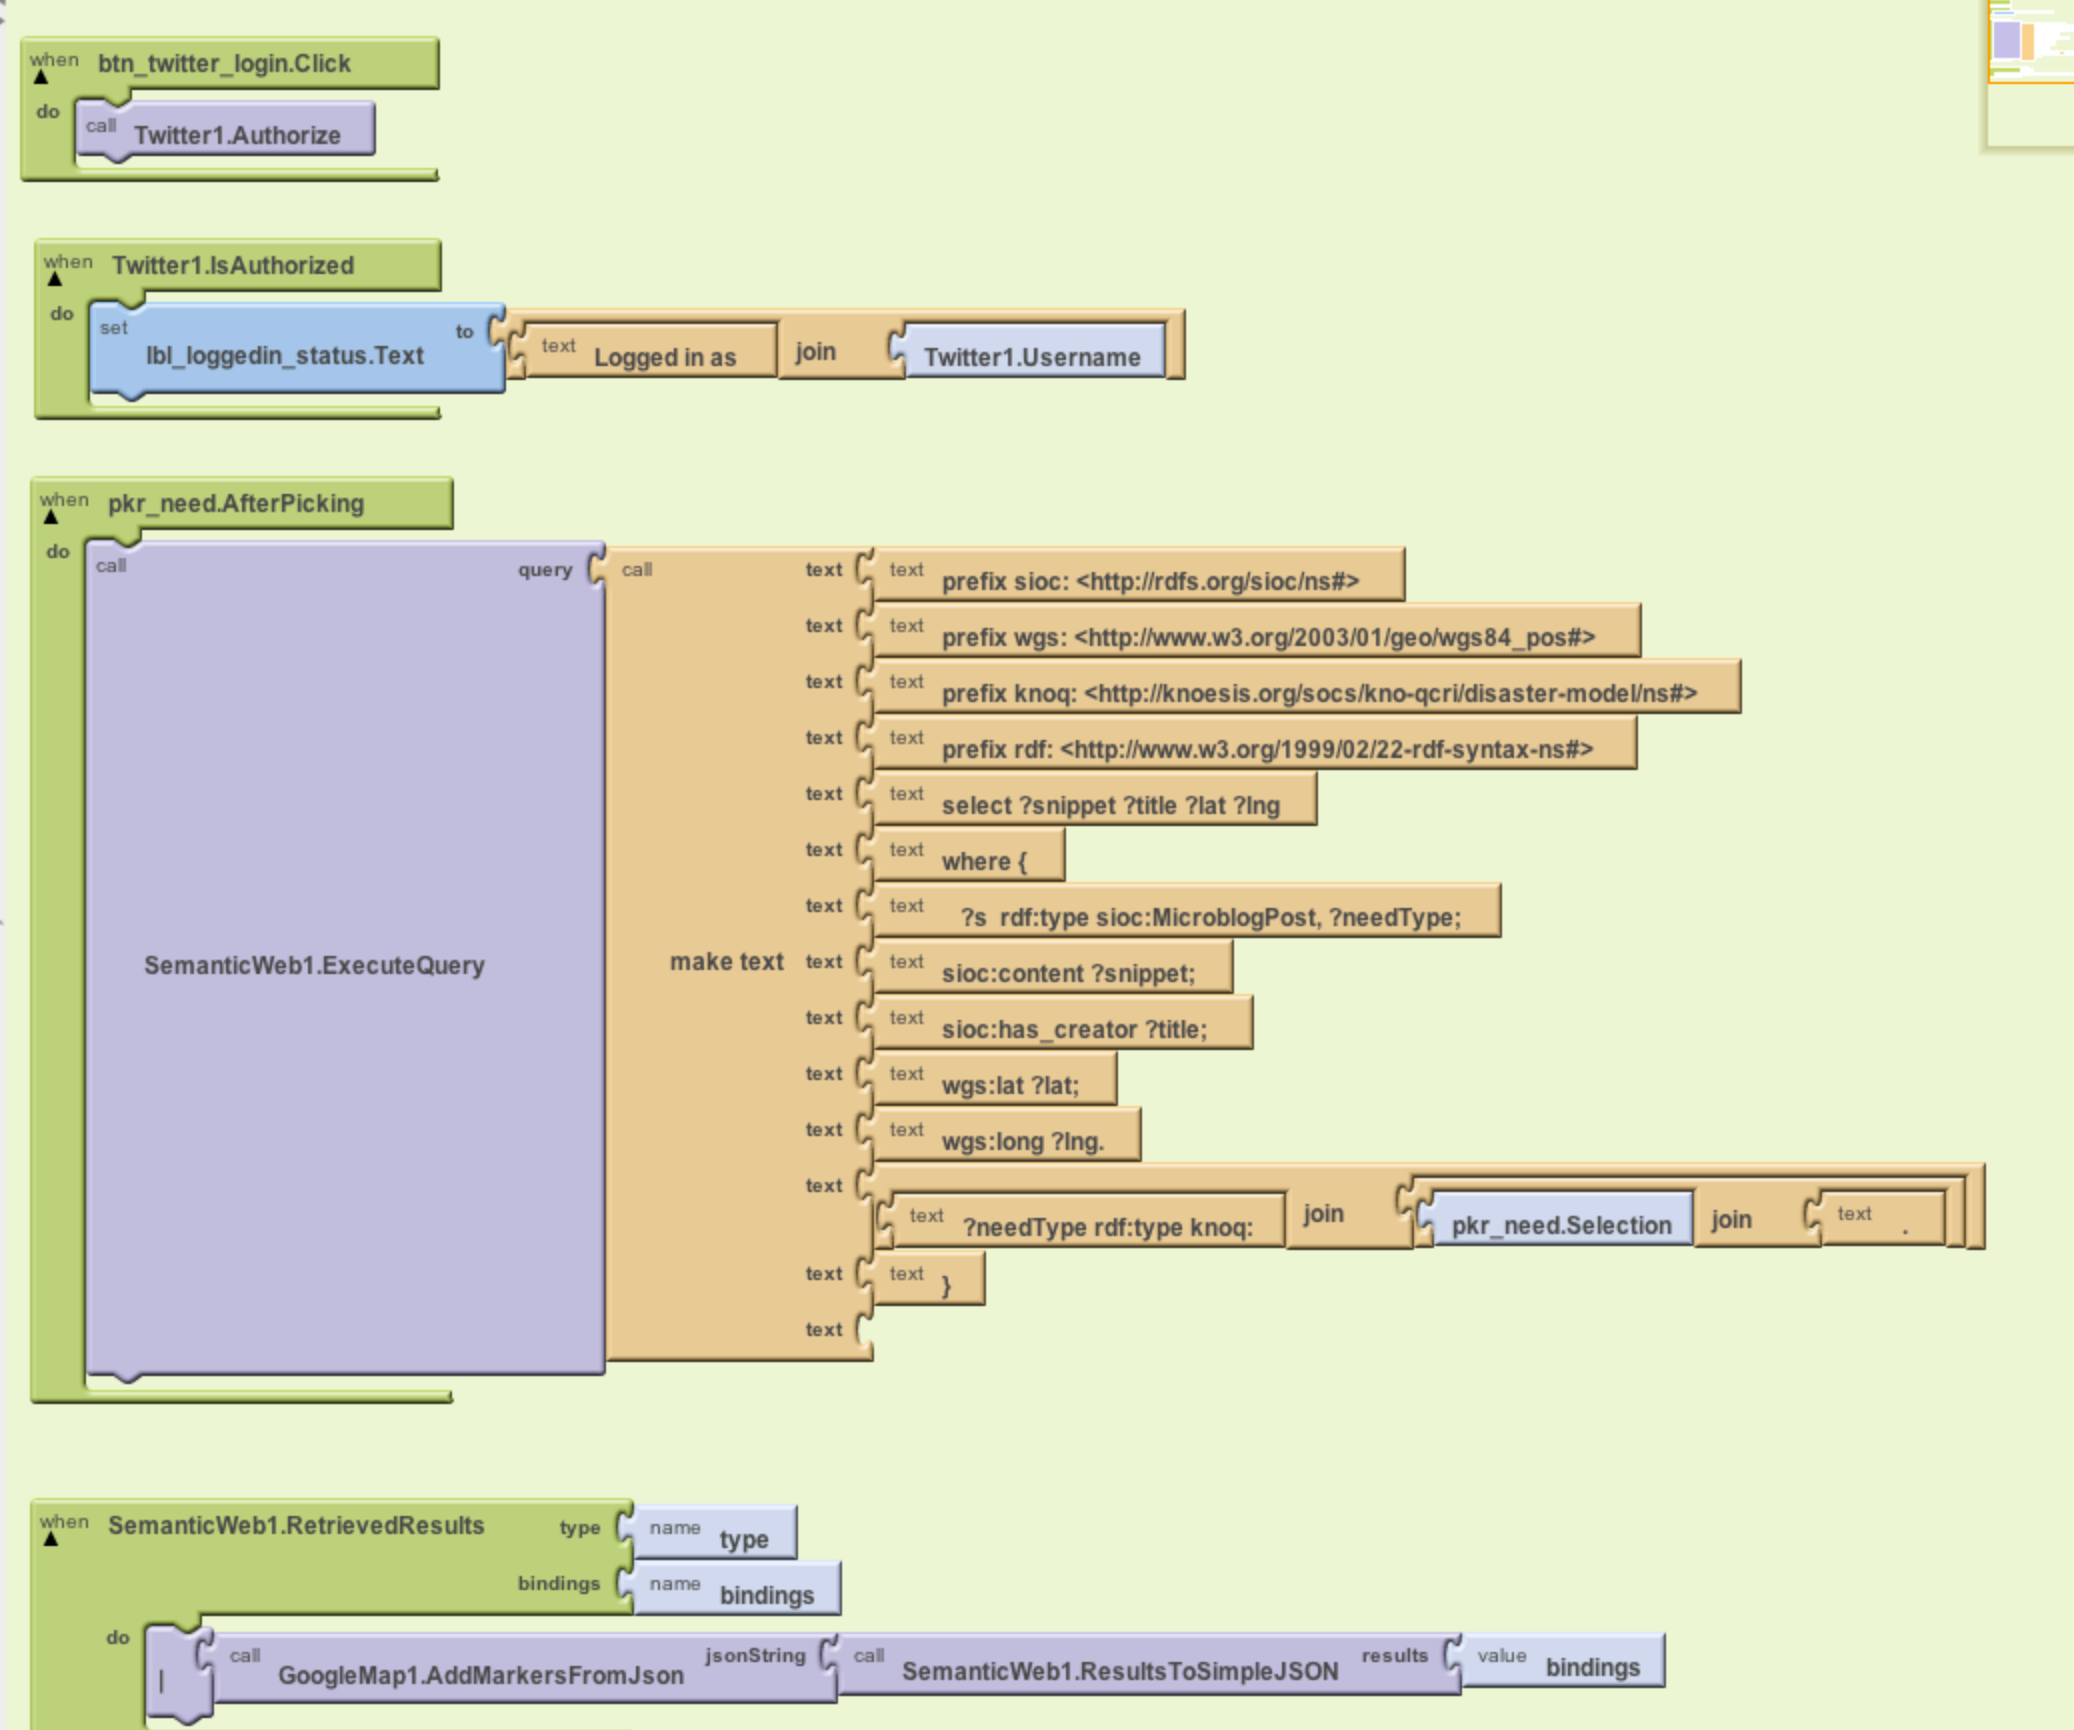 when btn_twitter_login.Click
do call Twitter1.Authorize
when Twitter1.IsAuthorized
do set lbl_loggedin_status.Text to text Logged in as join Twitter1.Username
when pkr_need.AfterPicking
do call SemanticWeb1.ExecuteQuery query call make text
text text prefix sioc: <http://rdfs.org/sioc/ns#>
text text prefix wgs: <http://www.w3.org/2003/01/geo/wgs84_pos#>
text text prefix knoq: <http://knoesis.org/socs/kno-qcri/disaster-model/ns#>
text text prefix rdf: <http://www.w3.org/1999/02/22-rdf-syntax-ns#>
text text select ?snippet ?title ?lat ?lng
text text where {
text text ?s rdf:type sioc:MicroblogPost, ?needType;
text text sioc:content ?snippet;
text text sioc:has_creator ?title;
text text wgs:lat ?lat;
text text wgs:long ?lng.
text text ?needType rdf:type knoq: join pkr_need.Selection join text .
text text }
text
when SemanticWeb1.RetrievedResults type name type
bindings name bindings
do call GoogleMap1.AddMarkersFromJson jsonString call SemanticWeb1.ResultsToSimpleJSON results value bindings